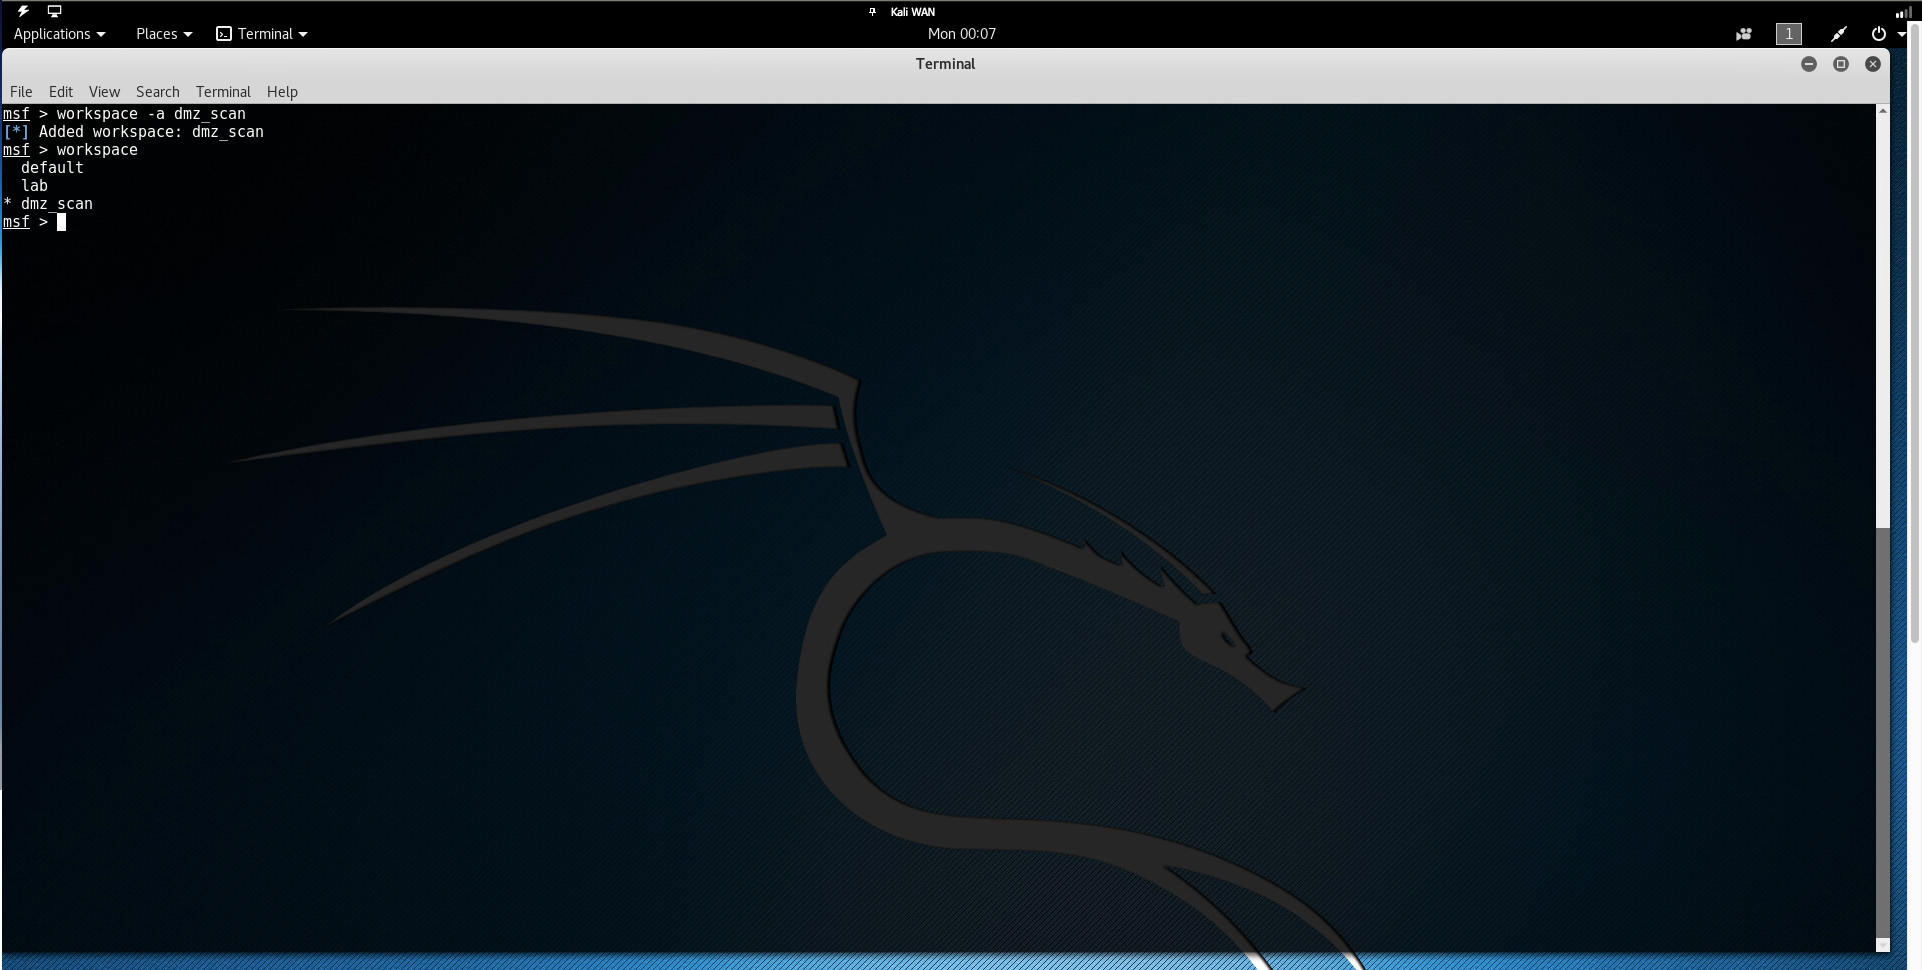 Kali WAN
Applications Places Terminal Mon 00:07 1
Terminal
File Edit View Search Terminal Help
msf > workspace -a dmz_scan
[*] Added workspace: dmz_scan
msf > workspace
  default
  lab
* dmz_scan
msf >